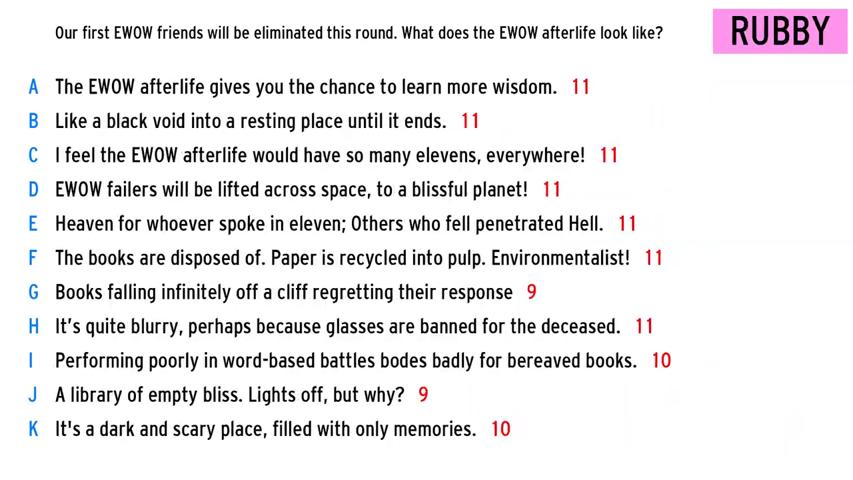 Our first EWOW friends will be eliminated this round. What does the EWOW afterlife look like?
RUBBY
A The EWOW afterlife gives you the chance to learn more wisdom. 11
B Like a black void into a resting place until it ends. 11
C I feel the EWOW afterlife would have so many elevens, everywhere! 11
D EWOW failers will be lifted across space, to a blissful planet! 11
E Heaven for whoever spoke in eleven; Others who fell penetrated Hell. 11
F The books are disposed of. Paper is recycled into pulp. Environmentalist! 11
G Books falling infinitely off a cliff regretting their response 9
H It’s quite blurry, perhaps because glasses are banned for the deceased. 11
I Performing poorly in word-based battles bodes badly for bereaved books. 10
J A library of empty bliss. Lights off, but why? 9
K It's a dark and scary place, filled with only memories. 10